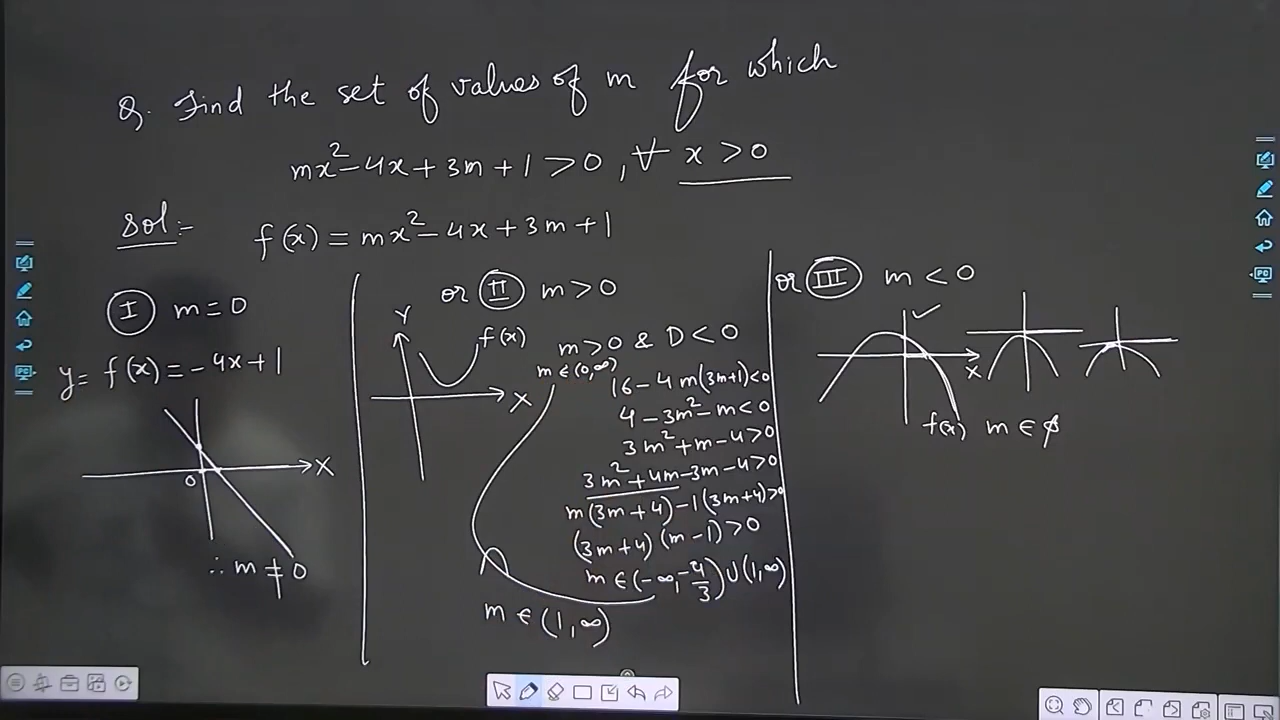 Q. Find the set of values of m for which
mx²-4x+3m+1>0, ∀ x>0
Sol:-
f(x) = mx²-4x+3m+1
I m=0
y= f(x) = -4x+1
X
O
∴ m ≠ 0
or II m>0
Y
f(x)
X
m>0 & D<0
m ∈ (0,∞)
16-4m(3m+1)<0
4-3m²-m<0
3m²+m-4>0
3m²+4m-3m-4>0
m(3m+4)-1(3m+4)>0
(3m+4)(m-1)>0
m ∈ (-∞,-4/3)∪(1,∞)
∩
m ∈ (1,∞)
or III m<0
✓
X
f(x)
m ∈ φ
PC
PC